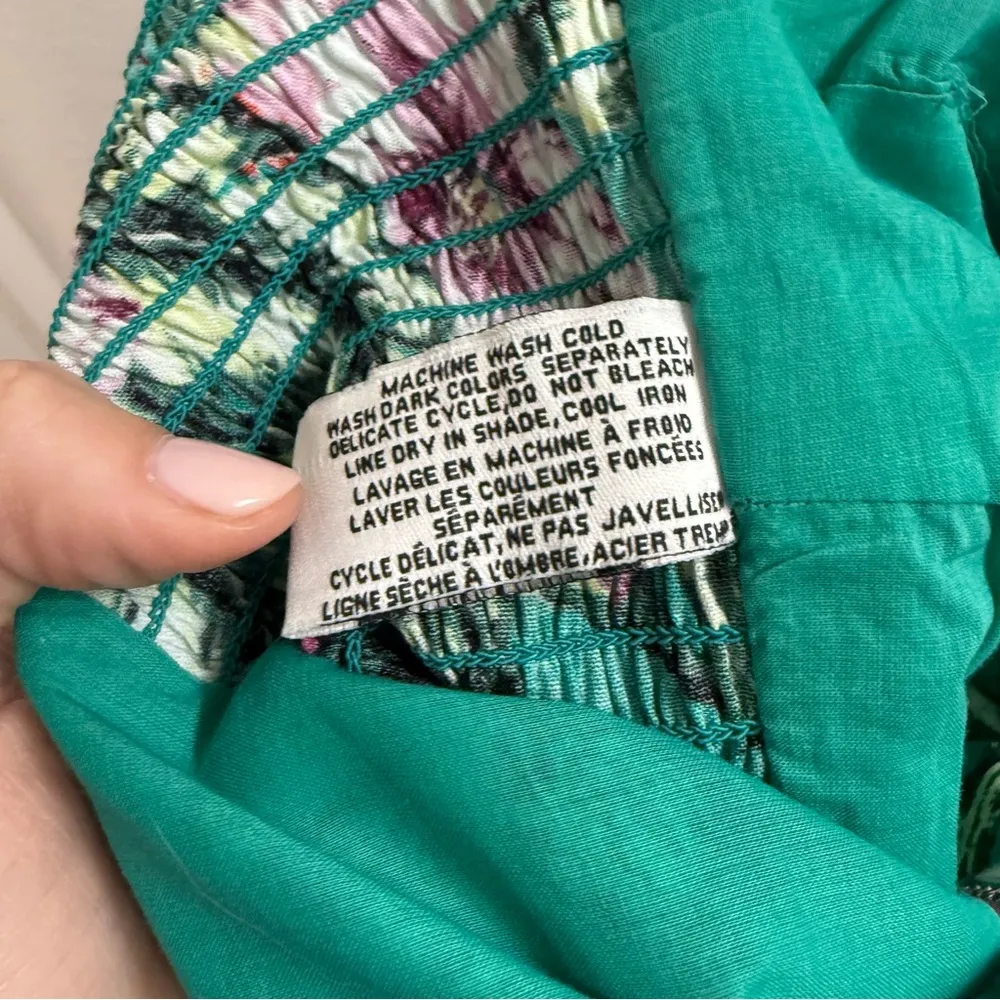 MACHINE WASH COLD
WASH DARK COLORS SEPARATELY
DELICATE CYCLE,DO NOT BLEACH
LINE DRY IN SHADE, COOL IRON
LAVAGE EN MACHINE À FROID
LAVER LES COULEURS FONCÉES
SÉPARÉMENT
CYCLE DÉLICAT, NE PAS JAVELLISER
LIGNE SÈCHE À L'OMBRE, ACIER